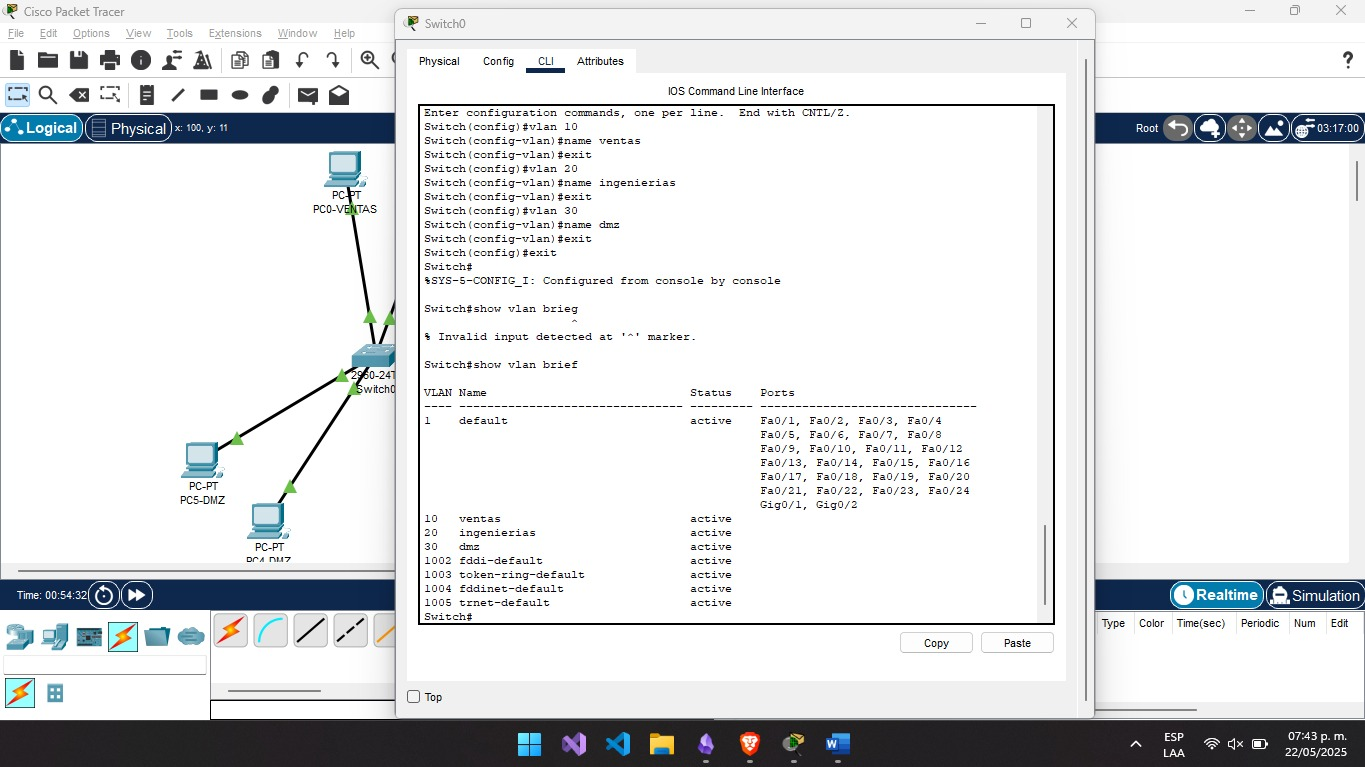 Cisco Packet Tracer
File Edit Options View Tools Extensions Window Help
Logical
Physical
x: 100, y: 11
Root
03:17:00
PC-PT
PC0-VENTAS
2960-24T
Switch0
PC-PT
PC5-DMZ
PC-PT
PC4-DMZ
Switch0
Physical Config CLI Attributes
IOS Command Line Interface
Enter configuration commands, one per line.  End with CNTL/Z.
Switch(config)#vlan 10
Switch(config-vlan)#name ventas
Switch(config-vlan)#exit
Switch(config)#vlan 20
Switch(config-vlan)#name ingenierias
Switch(config-vlan)#exit
Switch(config)#vlan 30
Switch(config-vlan)#name dmz
Switch(config-vlan)#exit
Switch(config)#exit
Switch#
%SYS-5-CONFIG_I: Configured from console by console
Switch#show vlan brieg
^
% Invalid input detected at '^' marker.
Switch#show vlan brief
VLAN Name                             Status    Ports
---- -------------------------------- --------- -------------------------------
1    default                          active    Fa0/1, Fa0/2, Fa0/3, Fa0/4
Fa0/5, Fa0/6, Fa0/7, Fa0/8
Fa0/9, Fa0/10, Fa0/11, Fa0/12
Fa0/13, Fa0/14, Fa0/15, Fa0/16
Fa0/17, Fa0/18, Fa0/19, Fa0/20
Fa0/21, Fa0/22, Fa0/23, Fa0/24
Gig0/1, Gig0/2
10   ventas                           active
20   ingenierias                      active
30   dmz                              active
1002 fddi-default                     active
1003 token-ring-default               active
1004 fddinet-default                  active
1005 trnet-default                    active
Switch#
Copy
Paste
Top
Time: 00:54:32
Realtime
Simulation
Type Color Time(sec) Periodic Num Edit
ESP
LAA
07:43 p. m.
22/05/2025